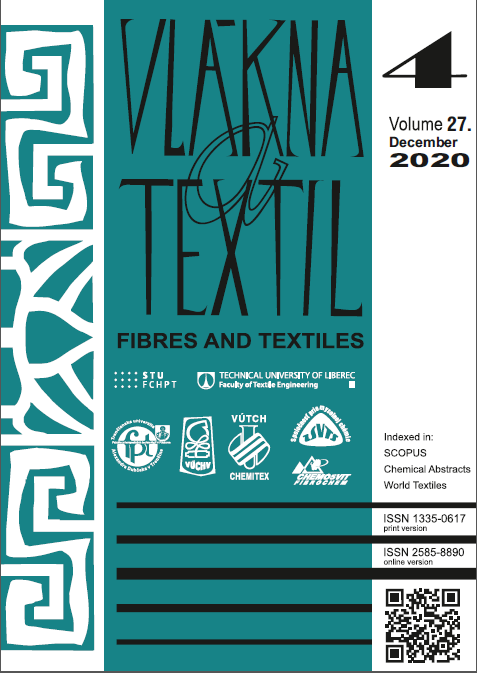 VLÁKNA
a
TEXTIL
FIBRES AND TEXTILES
4
Volume 27.
December
2020
STU
FCHPT
TECHNICAL UNIVERSITY OF LIBEREC
Faculty of Textile Engineering
fpt
VÚCHV
VÚTCH
CHEMITEX
ZSVTS
CHEMOSVIT
FIBROCHEM
Indexed in:
SCOPUS
Chemical Abstracts
World Textiles
ISSN 1335-0617
print version
ISSN 2585-8890
online version